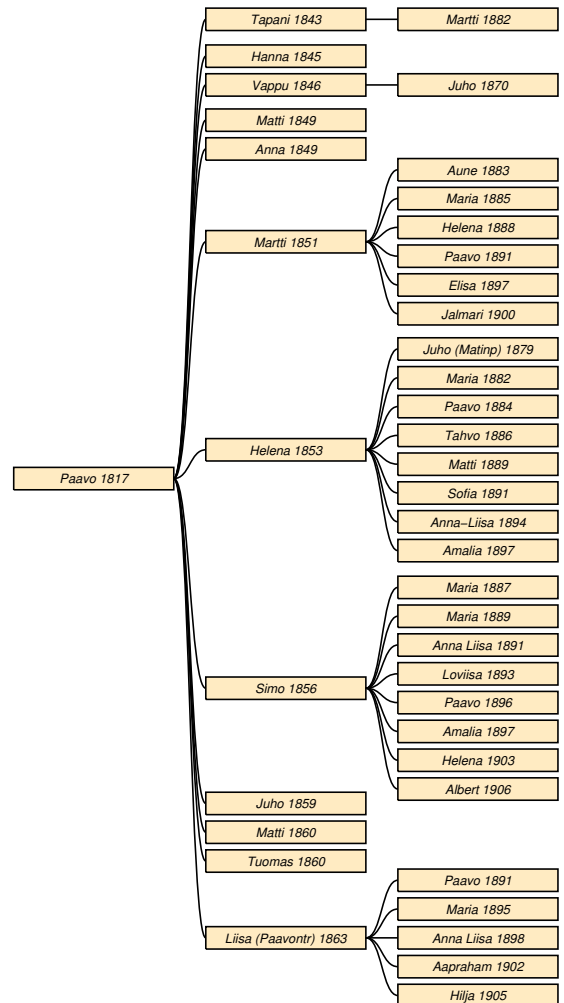 Paavo 1817
Tapani 1843
Martti 1882
Hanna 1845
Vappu 1846
Juho 1870
Matti 1849
Anna 1849
Martti 1851
Aune 1883
Maria 1885
Helena 1888
Paavo 1891
Elisa 1897
Jalmari 1900
Helena 1853
Juho (Matinp) 1879
Maria 1882
Paavo 1884
Tahvo 1886
Matti 1889
Sofia 1891
Anna−Liisa 1894
Amalia 1897
Simo 1856
Maria 1887
Maria 1889
Anna Liisa 1891
Loviisa 1893
Paavo 1896
Amalia 1897
Helena 1903
Albert 1906
Juho 1859
Matti 1860
Tuomas 1860
Liisa (Paavontr) 1863
Paavo 1891
Maria 1895
Anna Liisa 1898
Aapraham 1902
Hilja 1905